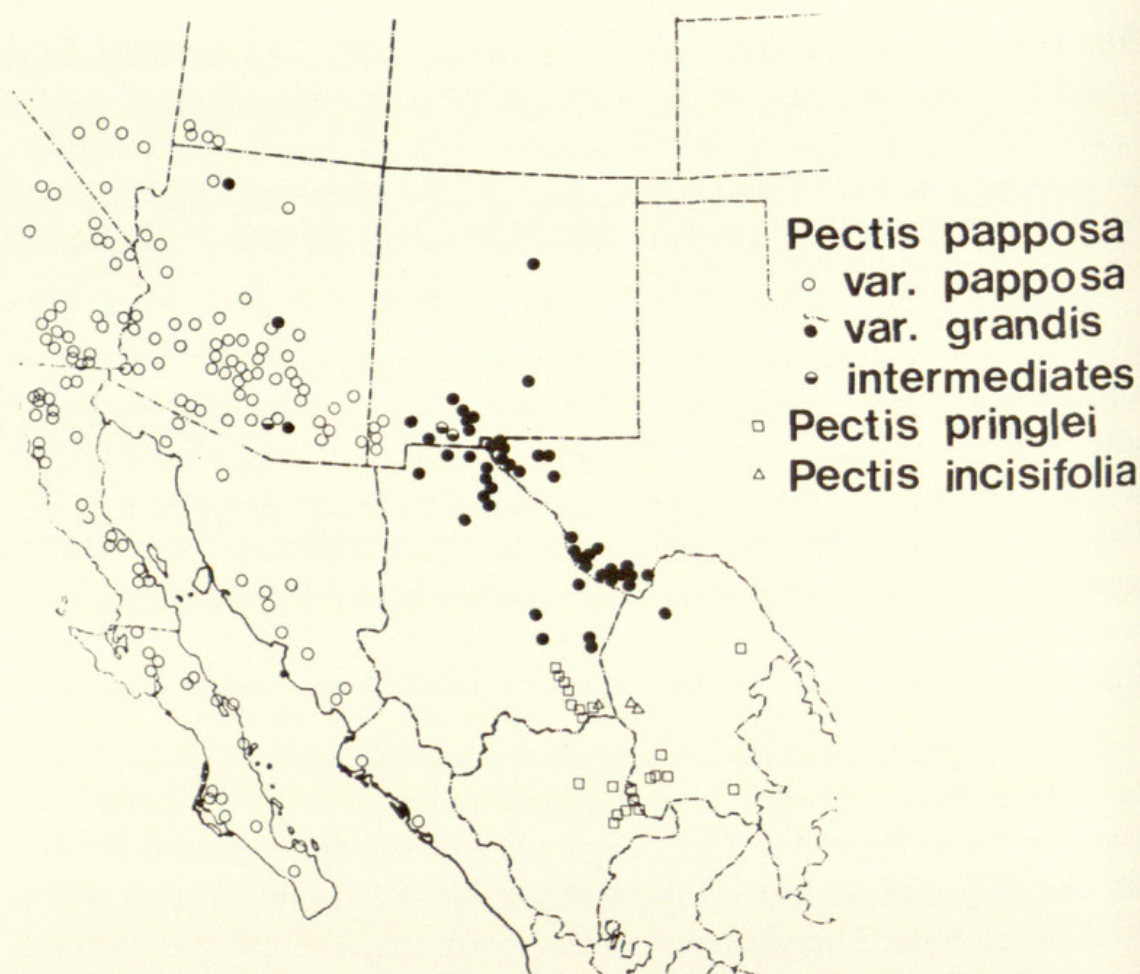 Pectis papposa
○ var. papposa
● var. grandis
◒ intermediates
□ Pectis pringlei
△ Pectis incisifolia